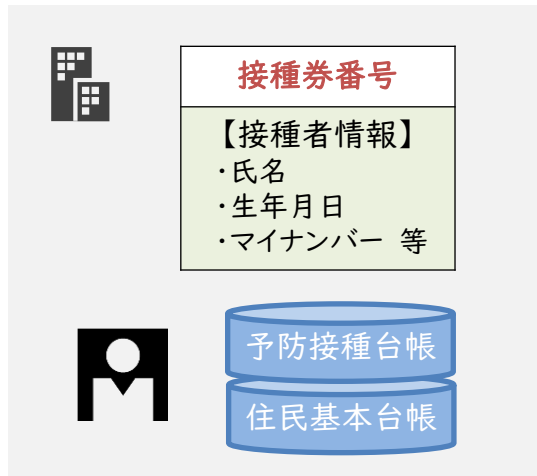 接種券番号
【接種者情報】
・氏名
・生年月日
・マイナンバー 等
予防接種台帳
住民基本台帳